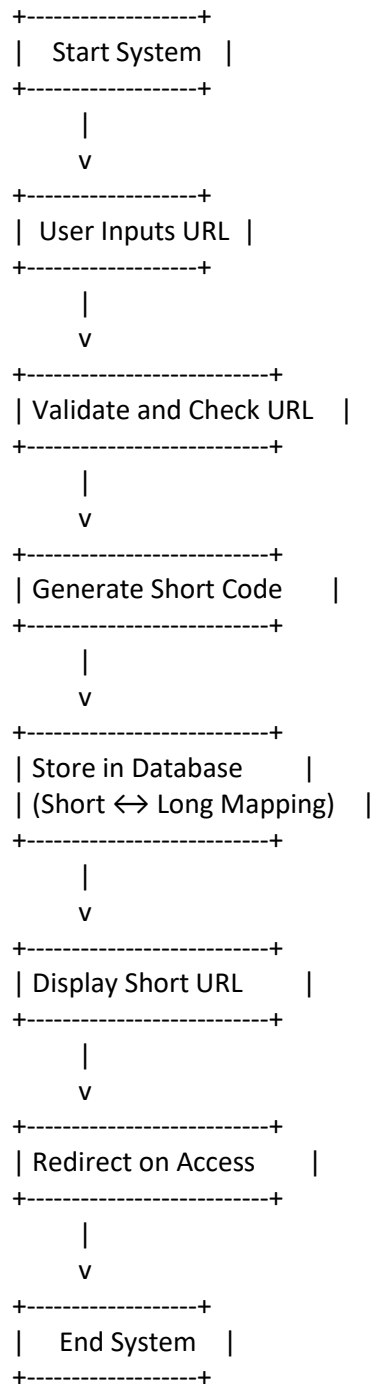 +-------------------+
|    Start System   |
+-------------------+
|
v
+-------------------+
|  User Inputs URL  |
+-------------------+
|
v
+---------------------------+
| Validate and Check URL    |
+---------------------------+
|
v
+---------------------------+
| Generate Short Code       |
+---------------------------+
|
v
+---------------------------+
| Store in Database         |
| (Short ↔ Long Mapping)    |
+---------------------------+
|
v
+---------------------------+
| Display Short URL         |
+---------------------------+
|
v
+---------------------------+
| Redirect on Access        |
+---------------------------+
|
v
+-------------------+
|     End System    |
+-------------------+